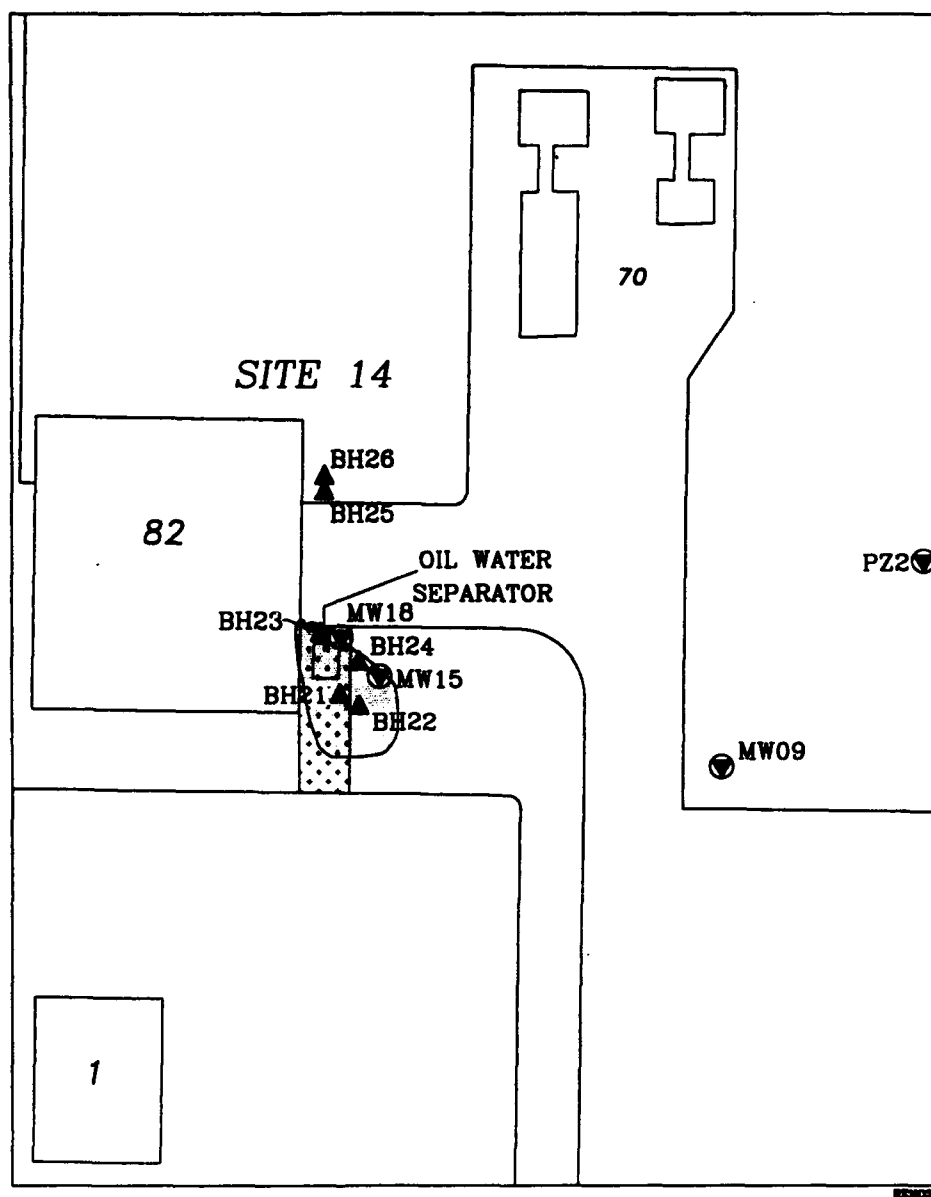 70
SITE 14
BH26
BH25
82
OIL WATER
SEPARATOR
PZ2
BH23
MW18
BH24
MW15
BH21
BH22
MW09
1